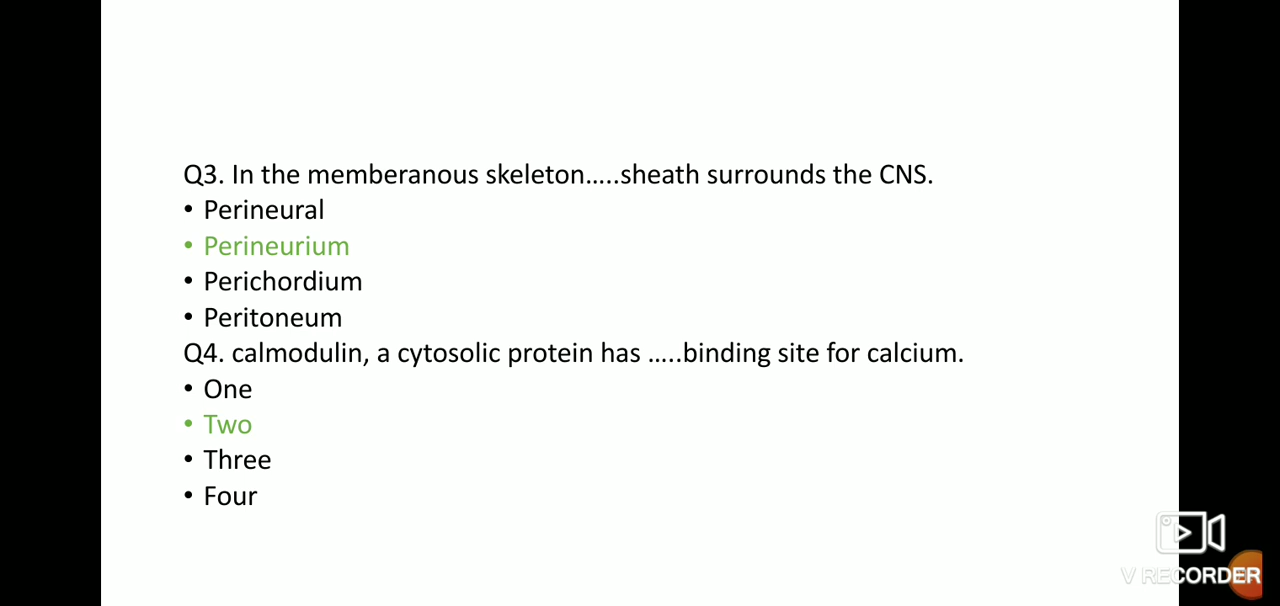 Q3. In the memberanous skeleton.....sheath surrounds the CNS.
• Perineural
• Perineurium
• Perichordium
• Peritoneum
Q4. calmodulin, a cytosolic protein has .....binding site for calcium.
• One
• Two
• Three
• Four
V RECORDER